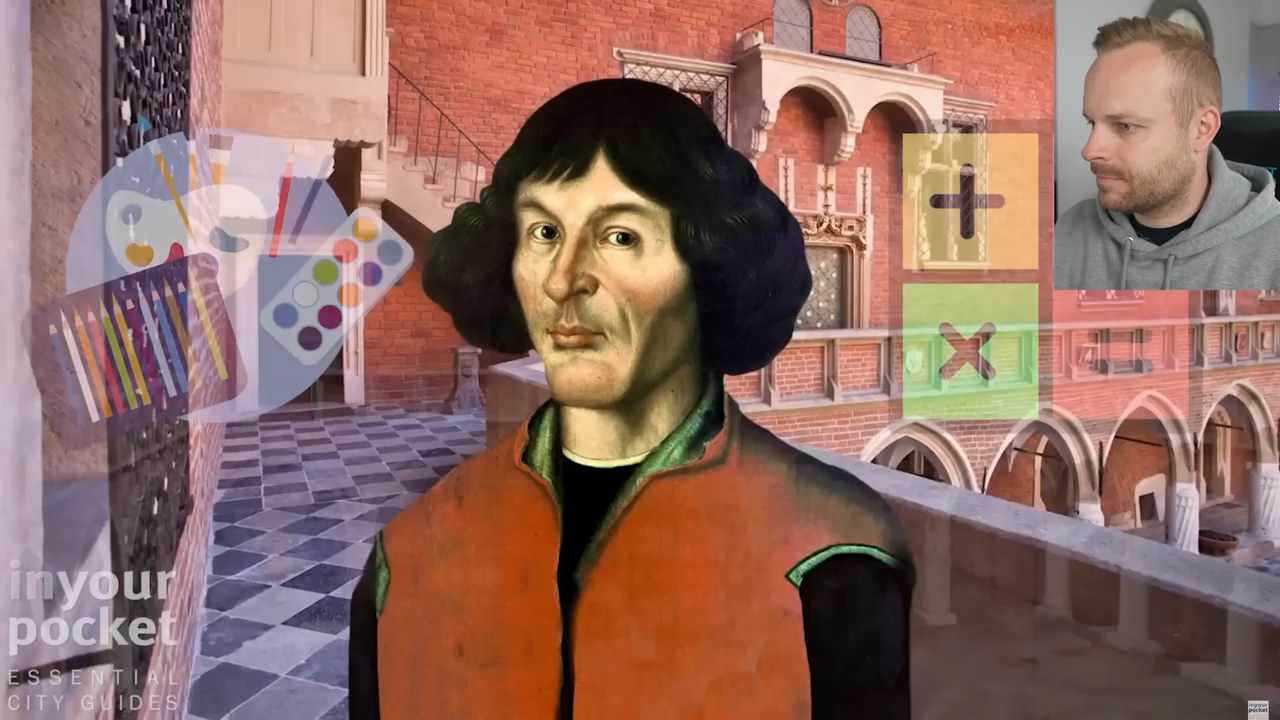 inyour
pocket
ESSENTIAL
CITY GUIDES
inyour
pocket